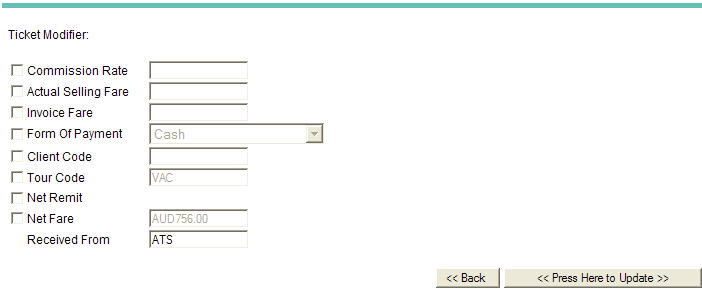 Ticket Modifier:
Commission Rate
Actual Selling Fare
Invoice Fare
Form Of Payment Cash
Client Code
Tour Code VAC
Net Remit
Net Fare AUD756.00
Received From ATS
<< Back << Press Here to Update >>